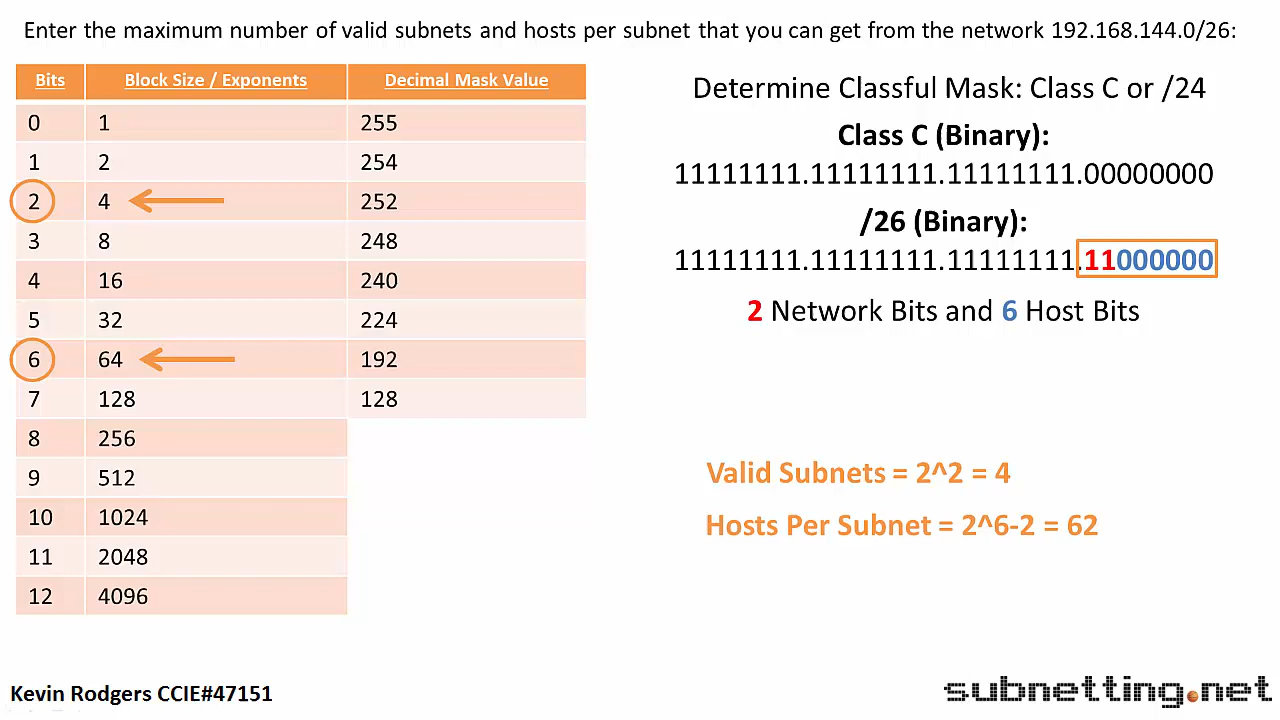 Enter the maximum number of valid subnets and hosts per subnet that you can get from the network 192.168.144.0/26:
Bits Block Size / Exponents Decimal Mask Value
0 1 255
1 2 254
2 4 252
3 8 248
4 16 240
5 32 224
6 64 192
7 128 128
8 256
9 512
10 1024
11 2048
12 4096
Determine Classful Mask: Class C or /24
Class C (Binary):
11111111.11111111.11111111.00000000
/26 (Binary):
11111111.11111111.11111111.11000000
2 Network Bits and 6 Host Bits
Valid Subnets = 2^2 = 4
Hosts Per Subnet = 2^6-2 = 62
Kevin Rodgers CCIE#47151
subnetting.net